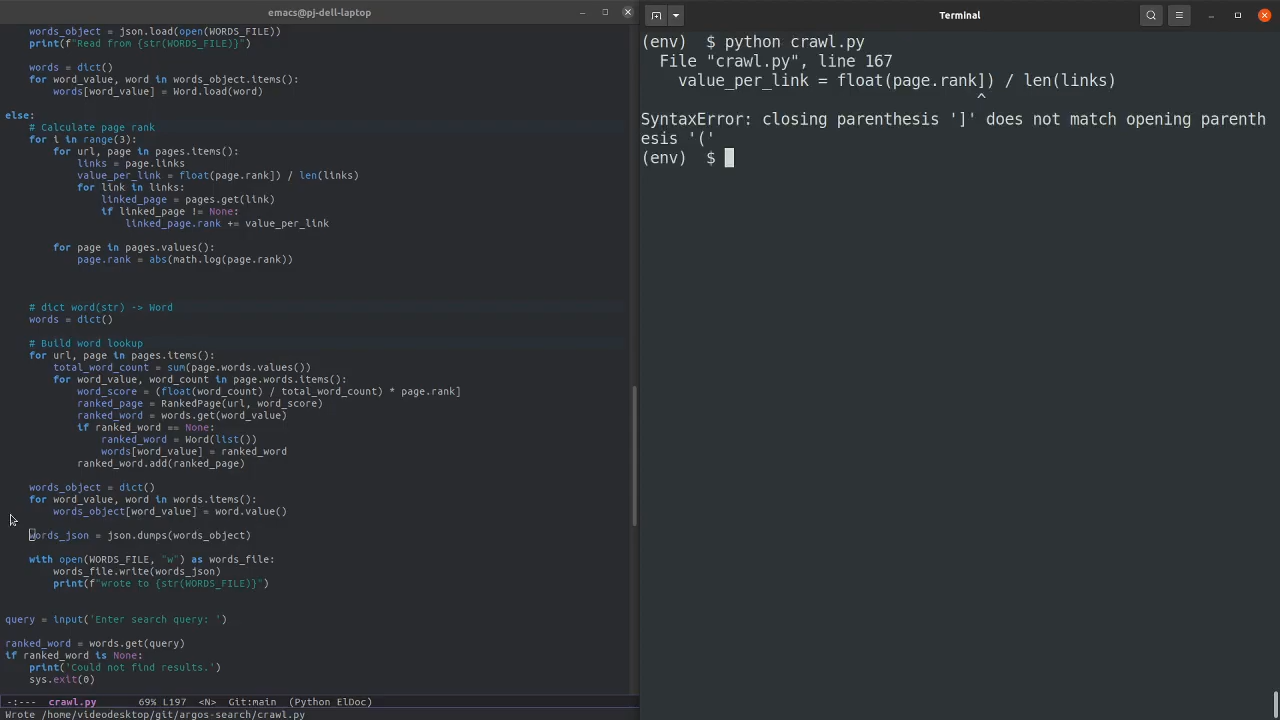 emacs@pj-dell-laptop
words_object = json.load(open(WORDS_FILE))
print(f"Read from {str(WORDS_FILE)}")
words = dict()
for word_value, word in words_object.items():
words[word_value] = Word.load(word)
else:
# Calculate page rank
for i in range(3):
for url, page in pages.items():
links = page.links
value_per_link = float(page.rank]) / len(links)
for link in links:
linked_page = pages.get(link)
if linked_page != None:
linked_page.rank += value_per_link
for page in pages.values():
page.rank = abs(math.log(page.rank))
# dict word(str) -> Word
words = dict()
# Build word lookup
for url, page in pages.items():
total_word_count = sum(page.words.values())
for word_value, word_count in page.words.items():
word_score = (float(word_count) / total_word_count) * page.rank]
ranked_page = RankedPage(url, word_score)
ranked_word = words.get(word_value)
if ranked_word == None:
ranked_word = Word(list())
words[word_value] = ranked_word
ranked_word.add(ranked_page)
words_object = dict()
for word_value, word in words.items():
words_object[word_value] = word.value()
words_json = json.dumps(words_object)
with open(WORDS_FILE, "w") as words_file:
words_file.write(words_json)
print(f"wrote to {str(WORDS_FILE)}")
query = input('Enter search query: ')
ranked_word = words.get(query)
if ranked_word is None:
print('Could not find results.')
sys.exit(0)
-:--- crawl.py 69% L197 <N> Git:main (Python ElDoc)
Wrote /home/videodesktop/git/argos-search/crawl.py
Terminal
(env) $ python crawl.py
File "crawl.py", line 167
value_per_link = float(page.rank]) / len(links)
^
SyntaxError: closing parenthesis ']' does not match opening parenth
esis '('
(env) $